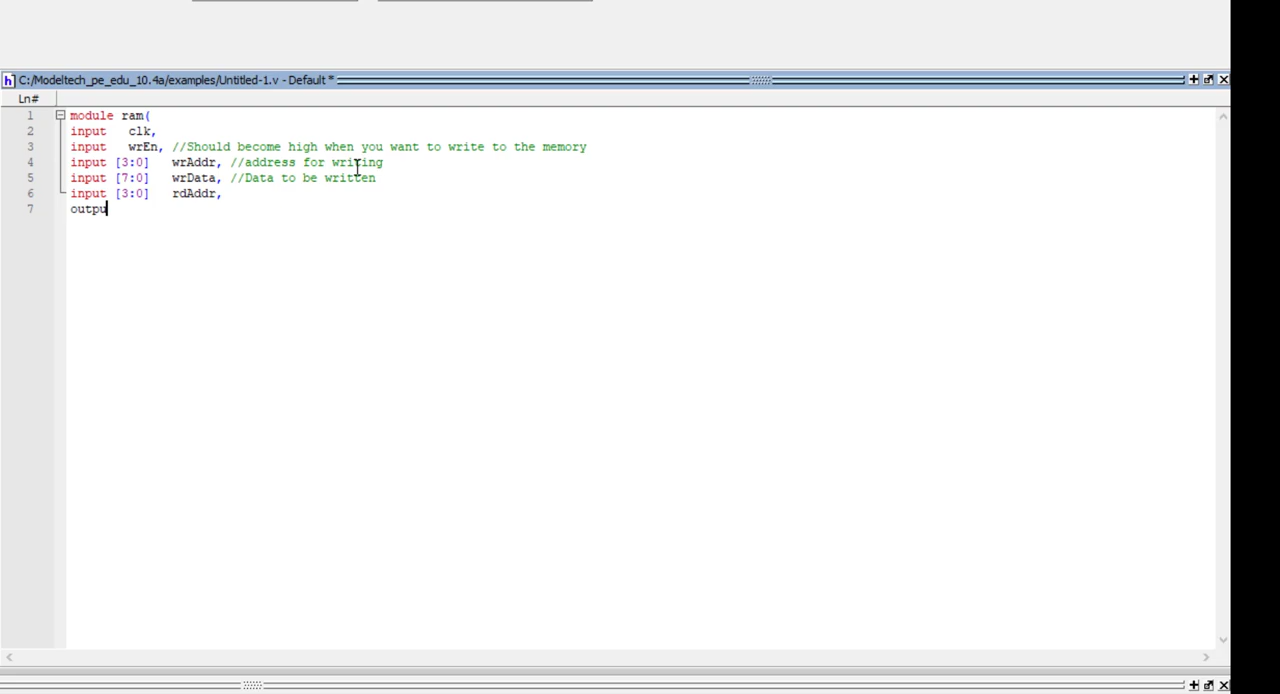 C:/Modeltech_pe_edu_10.4a/examples/Untitled-1.v - Default *
Ln#
1 module ram(
2 input clk,
3 input wrEn, //Should become high when you want to write to the memory
4 input [3:0] wrAddr, //address for writing
5 input [7:0] wrData, //Data to be written
6 input [3:0] rdAddr,
7 outpu